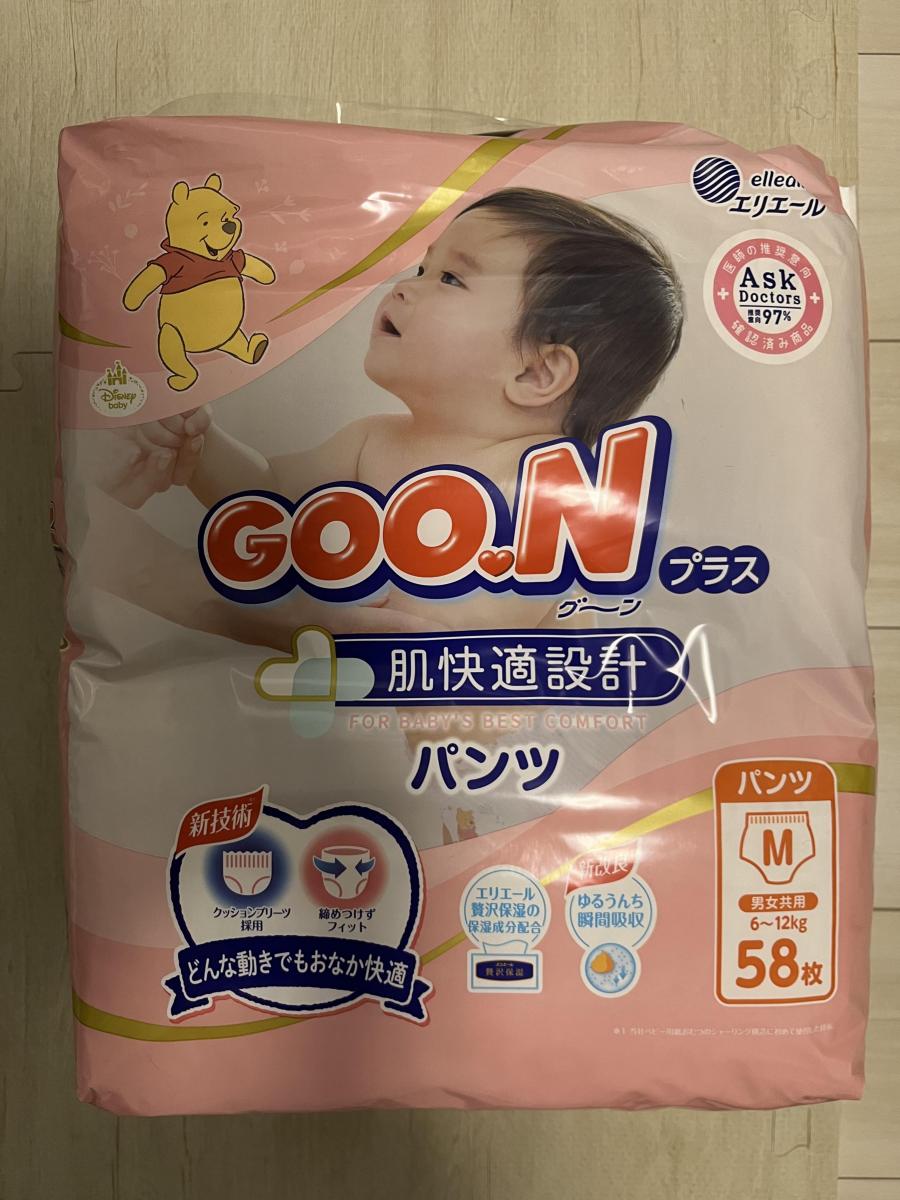 elleair
エリエール
医師の推奨意向
Ask
Doctors
推奨意向97%
確認済み商品
Disney
baby
GOO.N
プラス
グ〜ン
肌快適設計
FOR BABY'S BEST COMFORT
パンツ
新技術
クッションプリーツ
採用
締めつけず
フィット
どんな動きでもおなか快適
エリエール
贅沢保湿の
保湿成分配合
贅沢保湿
新改良
ゆるうんち
瞬間吸収
パンツ
M
男女共用
6〜12kg
58枚